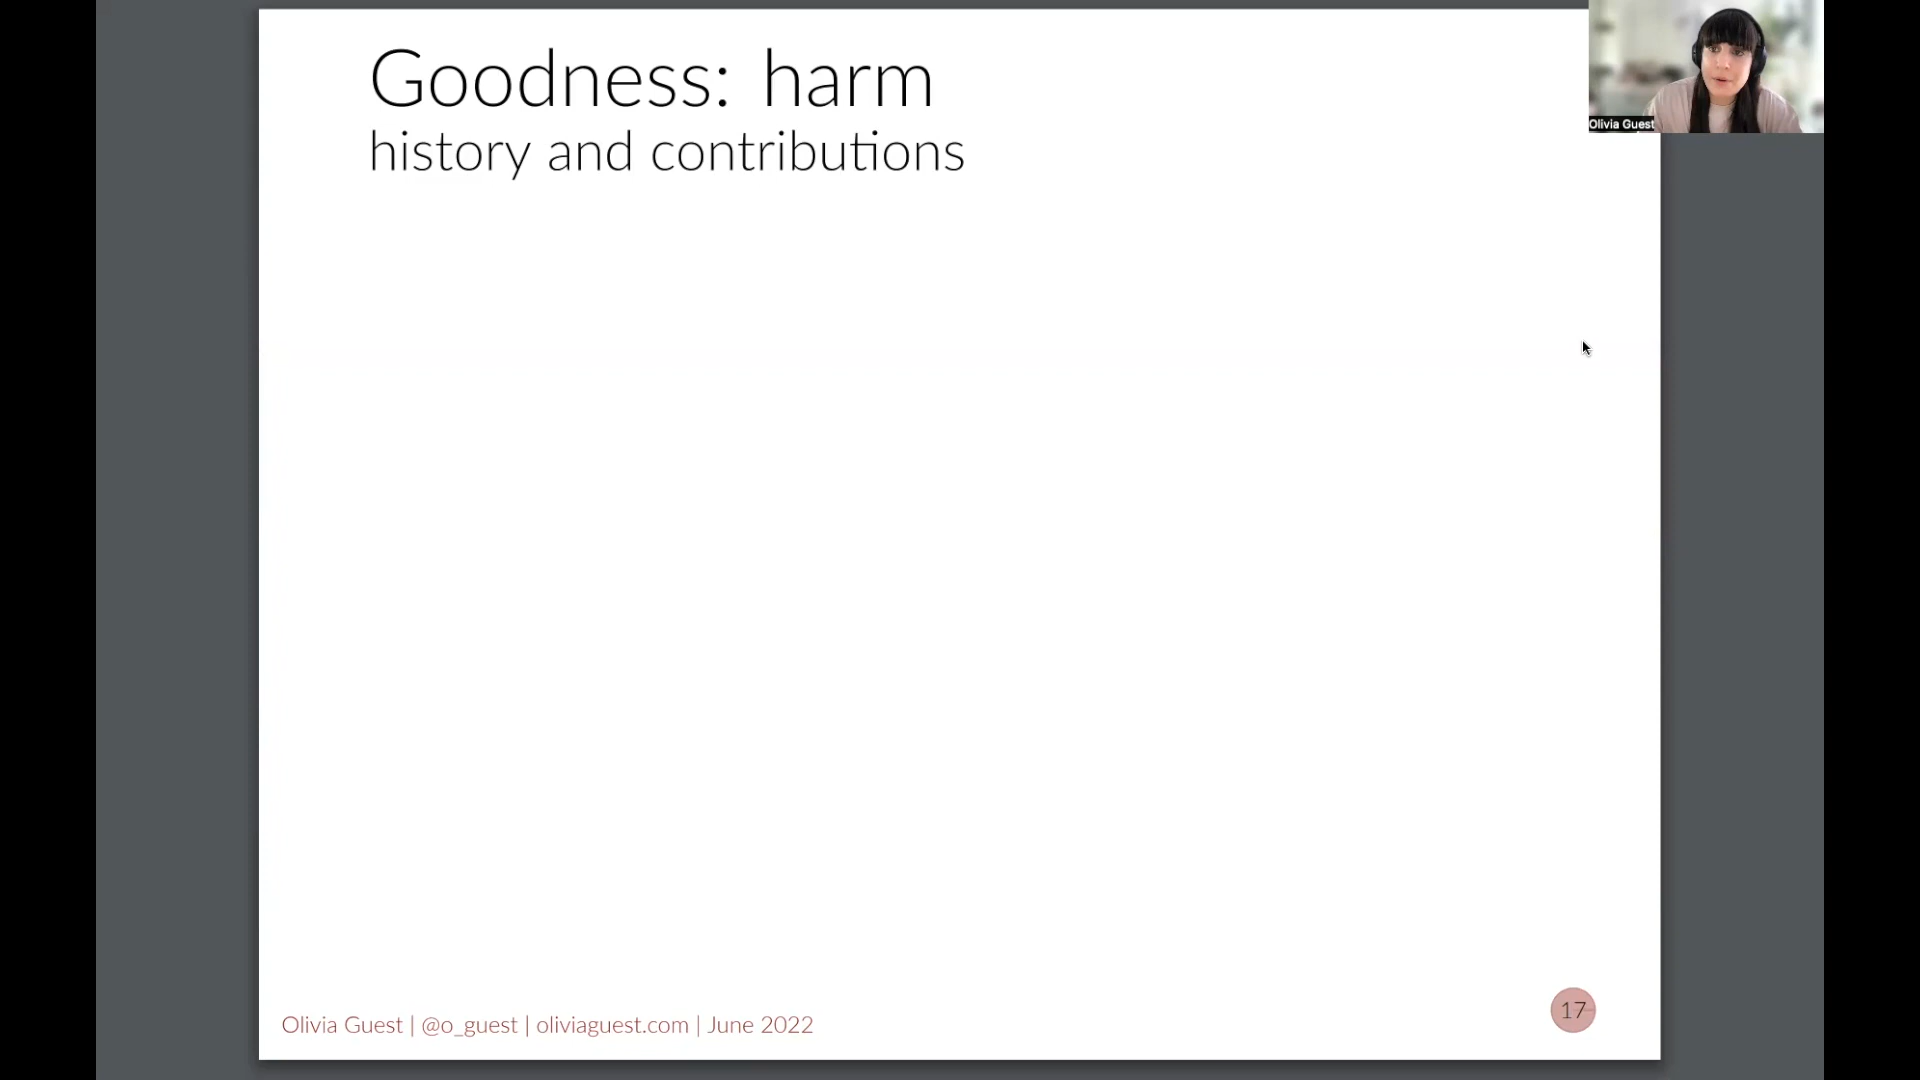 Goodness: harm
history and contributions
Olivia Guest
Olivia Guest | @o_guest | oliviaguest.com | June 2022
17